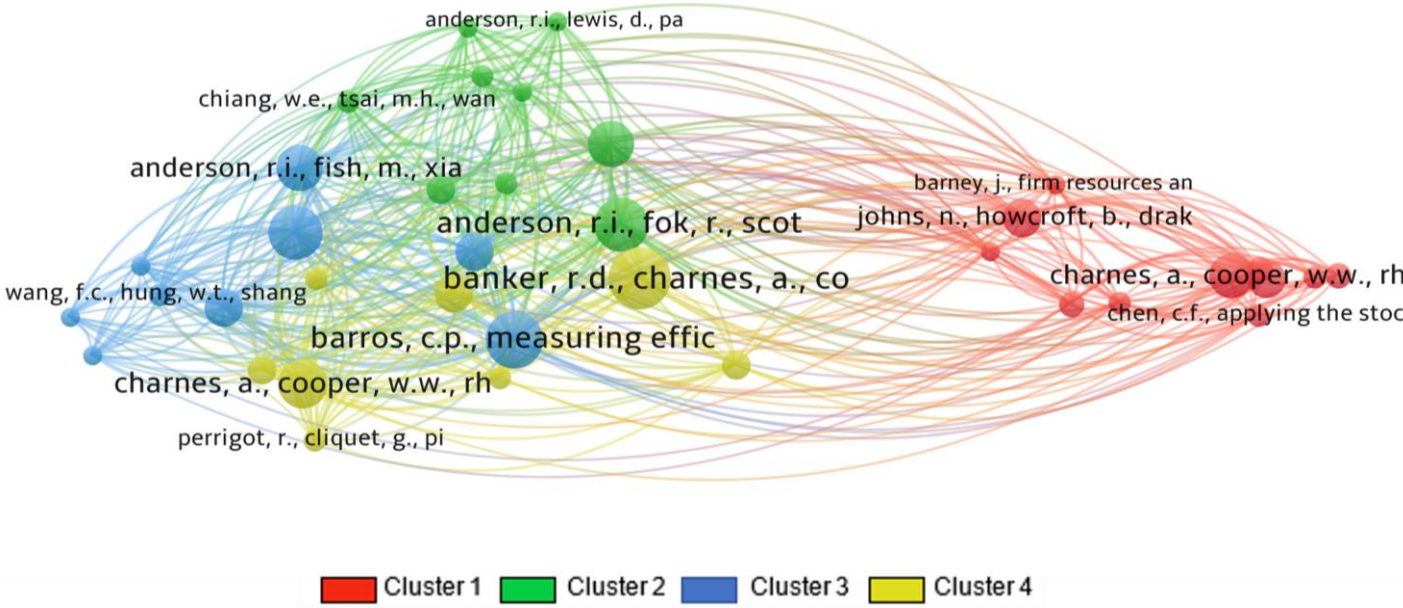 anderson, r.i., lewis, d., pa
chiang, w.e., tsai, m.h., wan
anderson, r.i., fish, m., xia
barney, j., firm resources an
johns, n., howcroft, b., drak
anderson, r.i., fok, r., scot
banker, r.d., charnes, a., co
charnes, a., cooper, w.w., rh
wang, f.c., hung, w.t., shang
chen, c.f., applying the stoc
barros, c.p., measuring effic
charnes, a., cooper, w.w., rh
perrigot, r., cliquet, g., pi
Cluster 1
Cluster 2
Cluster 3
Cluster 4